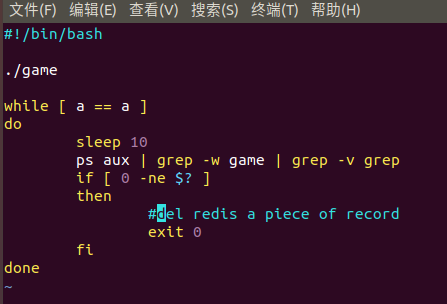 文件(F) 编辑(E) 查看(V) 搜索(S) 终端(T) 帮助(H)
#!/bin/bash

./game

while [ a == a ]
do
        sleep 10
        ps aux | grep -w game | grep -v grep
        if [ 0 -ne $? ]
        then
                #del redis a piece of record
                exit 0
        fi
done
~